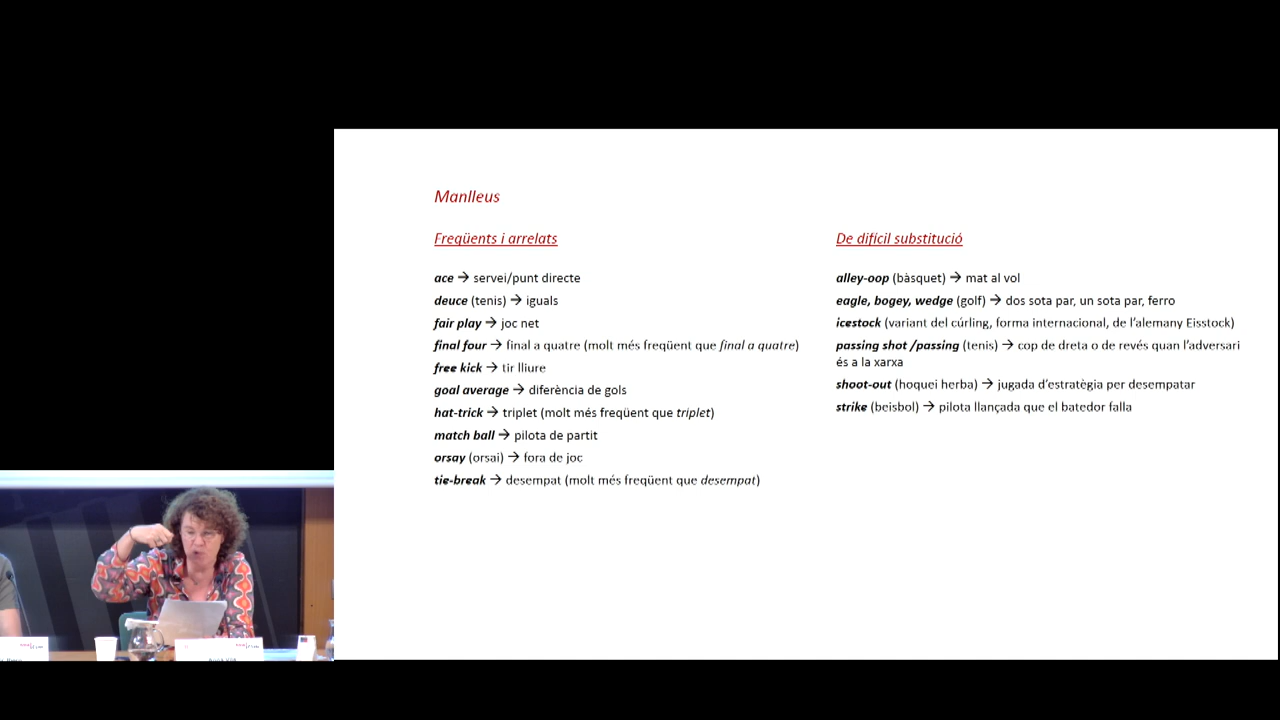 Manlleus
Freqüents i arrelats
ace → servei/punt directe
deuce (tenis) → iguals
fair play → joc net
final four → final a quatre (molt més freqüent que final a quatre)
free kick → tir lliure
goal average → diferència de gols
hat-trick → triplet (molt més freqüent que triplet)
match ball → pilota de partit
orsay (orsai) → fora de joc
tie-break → desempat (molt més freqüent que desempat)
De difícil substitució
alley-oop (bàsquet) → mat al vol
eagle, bogey, wedge (golf) → dos sota par, un sota par, ferro
icestock (variant del cúrling, forma internacional, de l'alemany Eisstock)
passing shot /passing (tenis) → cop de dreta o de revés quan l'adversari
és a la xarxa
shoot-out (hoquei herba) → jugada d'estratègia per desempatar
strike (beisbol) → pilota llançada que el batedor falla